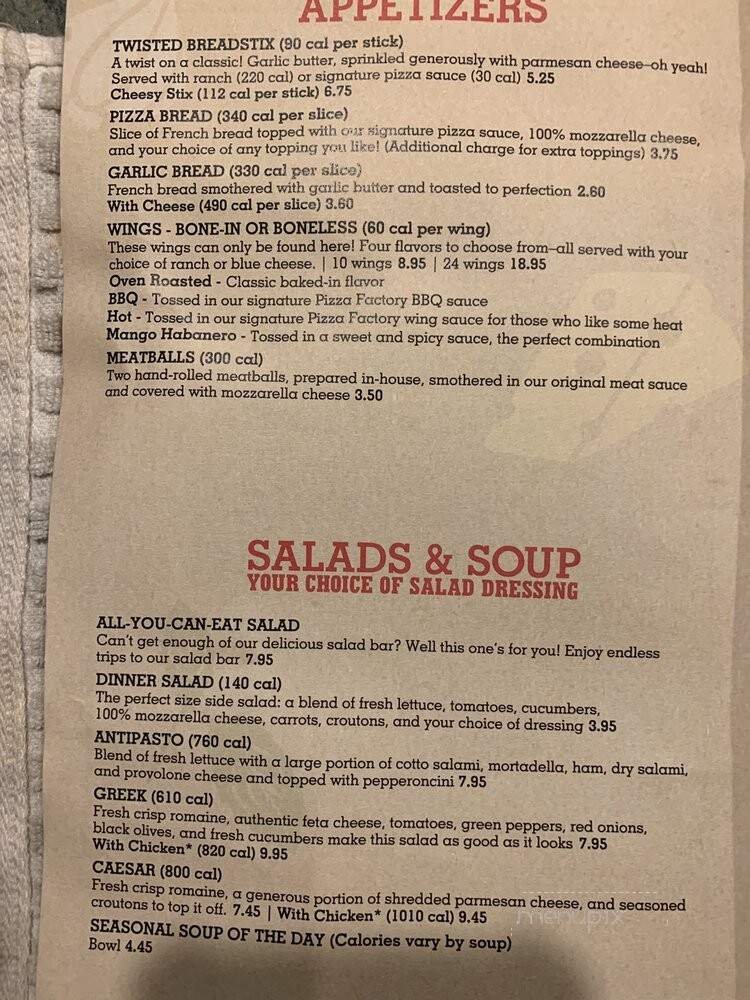 APPETIZERS
TWISTED BREADSTIX (90 cal per stick)
A twist on a classic! Garlic butter, sprinkled generously with parmesan cheese–oh yeah!
Served with ranch (220 cal) or signature pizza sauce (30 cal) 5.25
Cheesy Stix (112 cal per stick) 6.75
PIZZA BREAD (340 cal per slice)
Slice of French bread topped with our signature pizza sauce, 100% mozzarella cheese,
and your choice of any topping you like! (Additional charge for extra toppings) 3.75
GARLIC BREAD (330 cal per slice)
French bread smothered with garlic butter and toasted to perfection 2.60
With Cheese (490 cal per slice) 3.60
WINGS - BONE-IN OR BONELESS (60 cal per wing)
These wings can only be found here! Four flavors to choose from–all served with your
choice of ranch or blue cheese. | 10 wings 8.95 | 24 wings 18.95
Oven Roasted - Classic baked-in flavor
BBQ - Tossed in our signature Pizza Factory BBQ sauce
Hot - Tossed in our signature Pizza Factory wing sauce for those who like some heat
Mango Habanero - Tossed in a sweet and spicy sauce, the perfect combination
MEATBALLS (300 cal)
Two hand-rolled meatballs, prepared in-house, smothered in our original meat sauce
and covered with mozzarella cheese 3.50
SALADS & SOUP
YOUR CHOICE OF SALAD DRESSING
ALL-YOU-CAN-EAT SALAD
Can't get enough of our delicious salad bar? Well this one's for you! Enjoy endless
trips to our salad bar 7.95
DINNER SALAD (140 cal)
The perfect size side salad: a blend of fresh lettuce, tomatoes, cucumbers,
100% mozzarella cheese, carrots, croutons, and your choice of dressing 3.95
ANTIPASTO (760 cal)
Blend of fresh lettuce with a large portion of cotto salami, mortadella, ham, dry salami,
and provolone cheese and topped with pepperoncini 7.95
GREEK (610 cal)
Fresh crisp romaine, authentic feta cheese, tomatoes, green peppers, red onions,
black olives, and fresh cucumbers make this salad as good as it looks 7.95
With Chicken* (820 cal) 9.95
CAESAR (800 cal)
Fresh crisp romaine, a generous portion of shredded parmesan cheese, and seasoned
croutons to top it off. 7.45 | With Chicken* (1010 cal) 9.45
SEASONAL SOUP OF THE DAY (Calories vary by soup)
Bowl 4.45